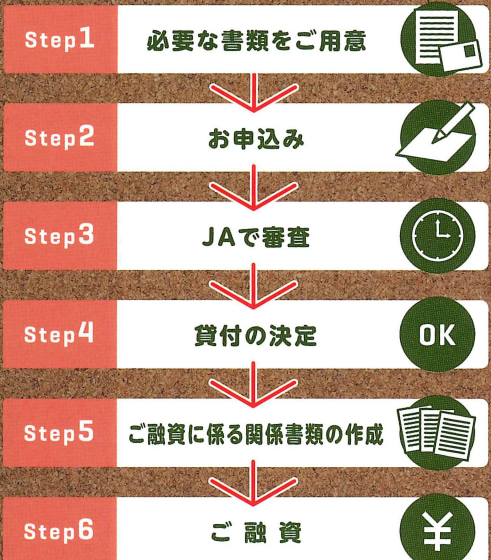 Step1 必要な書類をご用意
Step2 お申込み
Step3 JAで審査
Step4 貸付の決定
OK
Step5 ご融資に係る関係書類の作成
Step6 ご融資
¥